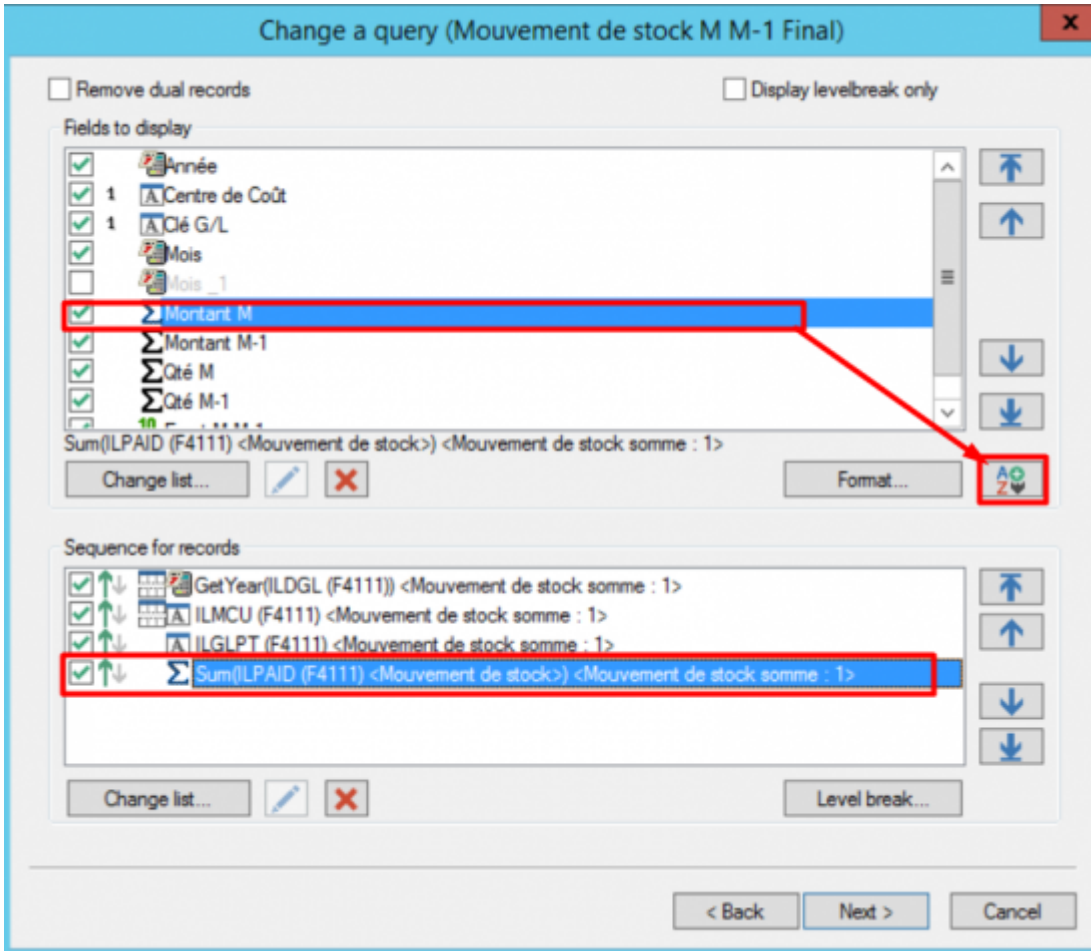 Change a query (Mouvement de stock M M-1 Final)
x
Remove dual records
Display levelbreak only
Fields to display
Année
1 A Centre de Coût
1 A Clé G/L
Mois
Mois _1
Σ Montant M
Σ Montant M-1
Σ Qté M
Σ Qté M-1
Sum(ILPAID (F4111) <Mouvement de stock>) <Mouvement de stock somme : 1>
Change list...
Format...
AZ
Sequence for records
GetYear(ILDGL (F4111)) <Mouvement de stock somme : 1>
A ILMCU (F4111) <Mouvement de stock somme : 1>
A ILGLPT (F4111) <Mouvement de stock somme : 1>
Σ Sum(ILPAID (F4111) <Mouvement de stock>) <Mouvement de stock somme : 1>
Change list...
Level break...
< Back
Next >
Cancel